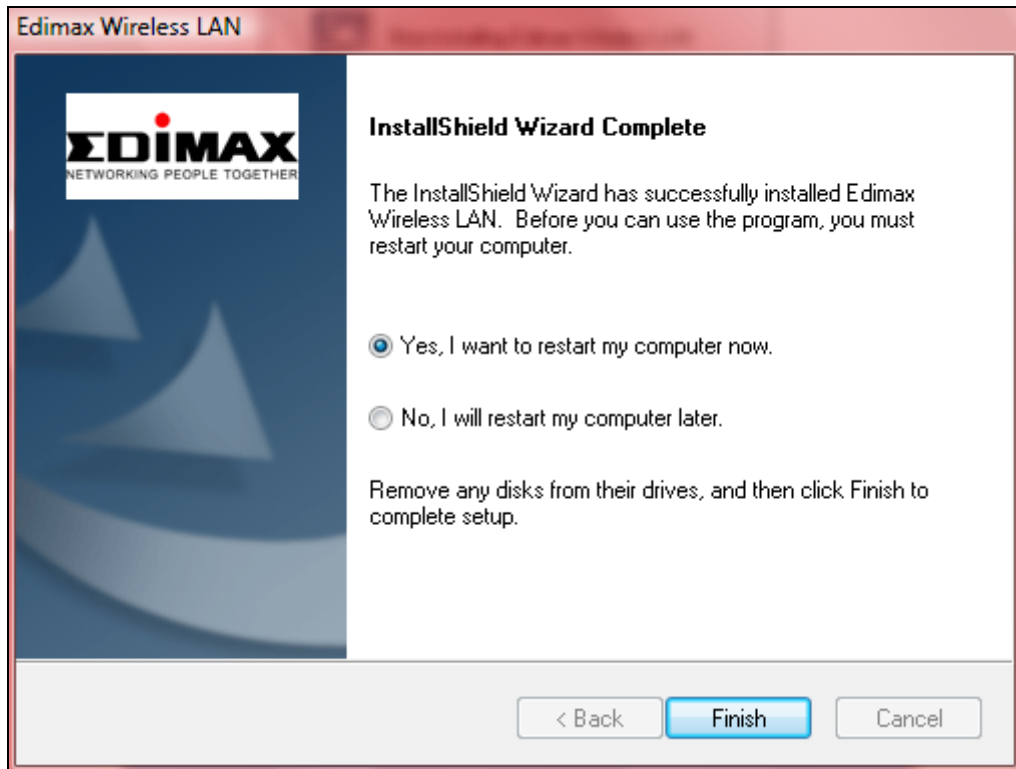 Edimax Wireless LAN
EDIMAX
NETWORKING PEOPLE TOGETHER
InstallShield Wizard Complete
The InstallShield Wizard has successfully installed Edimax
Wireless LAN. Before you can use the program, you must
restart your computer.
Yes, I want to restart my computer now.
No, I will restart my computer later.
Remove any disks from their drives, and then click Finish to
complete setup.
< Back
Finish
Cancel